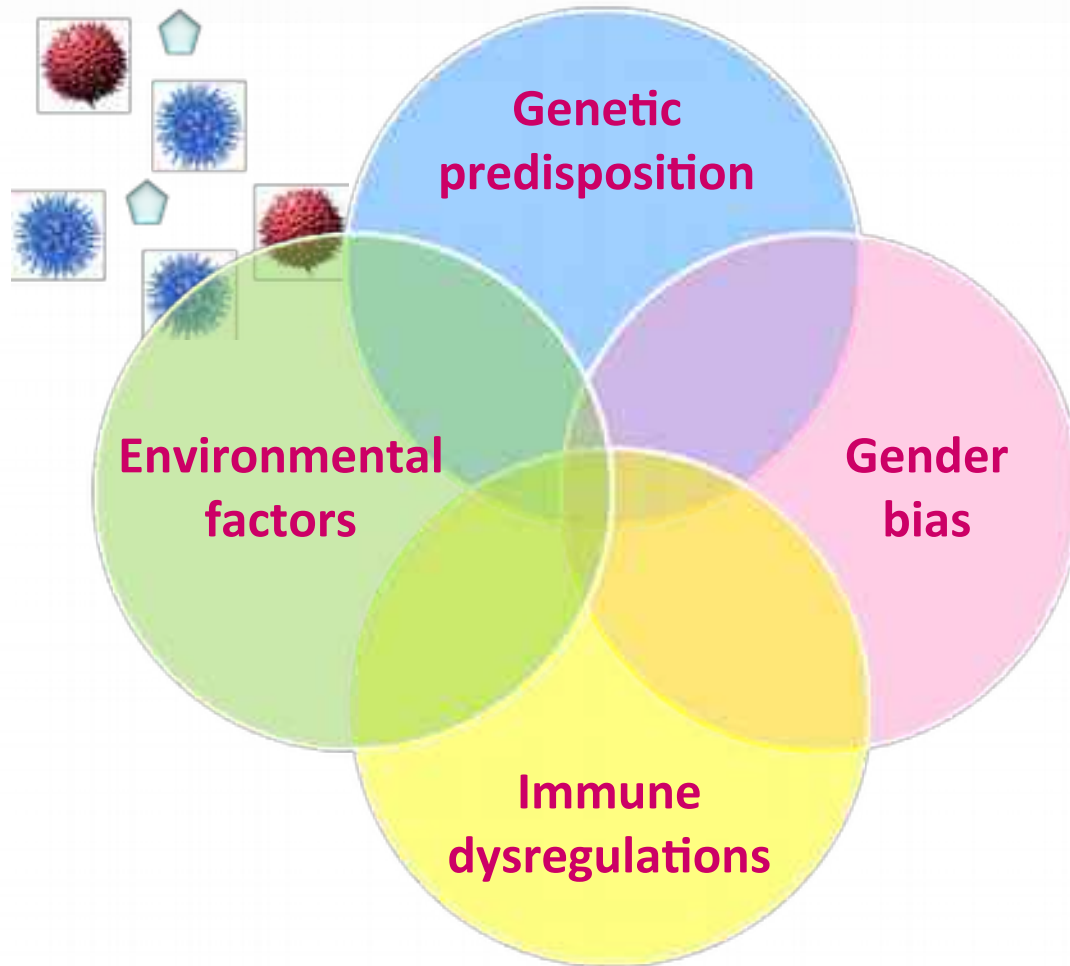 Genetic
predisposition
Environmental
factors
Gender
bias
Immune
dysregulations